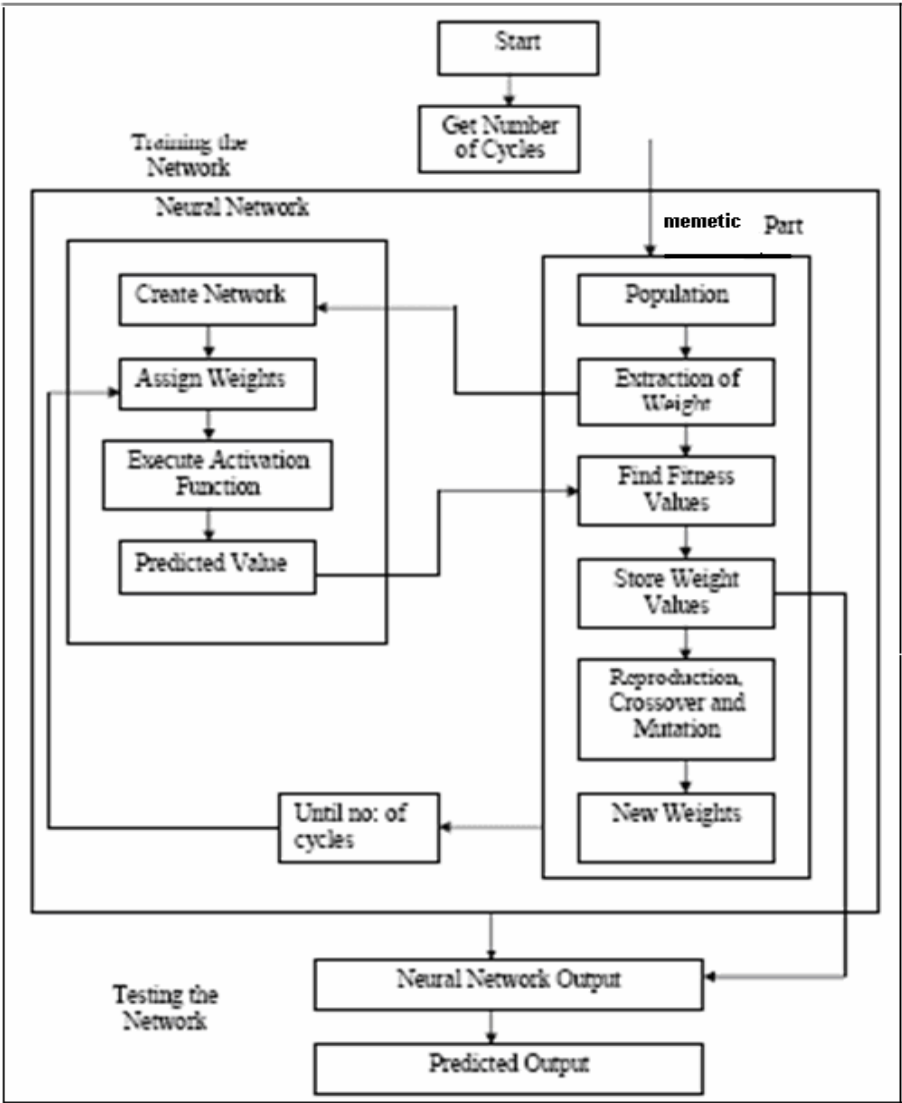 Start
Get Number
of Cycles
Training the
Network
Neural Network
memetic Part
Create Network
Assign Weights
Execute Activation
Function
Predicted Value
Population
Extraction of
Weight
Find Fitness
Values
Store Weight
Values
Reproduction,
Crossover and
Mutation
New Weights
Until no: of
cycles
Neural Network Output
Testing the
Network
Predicted Output